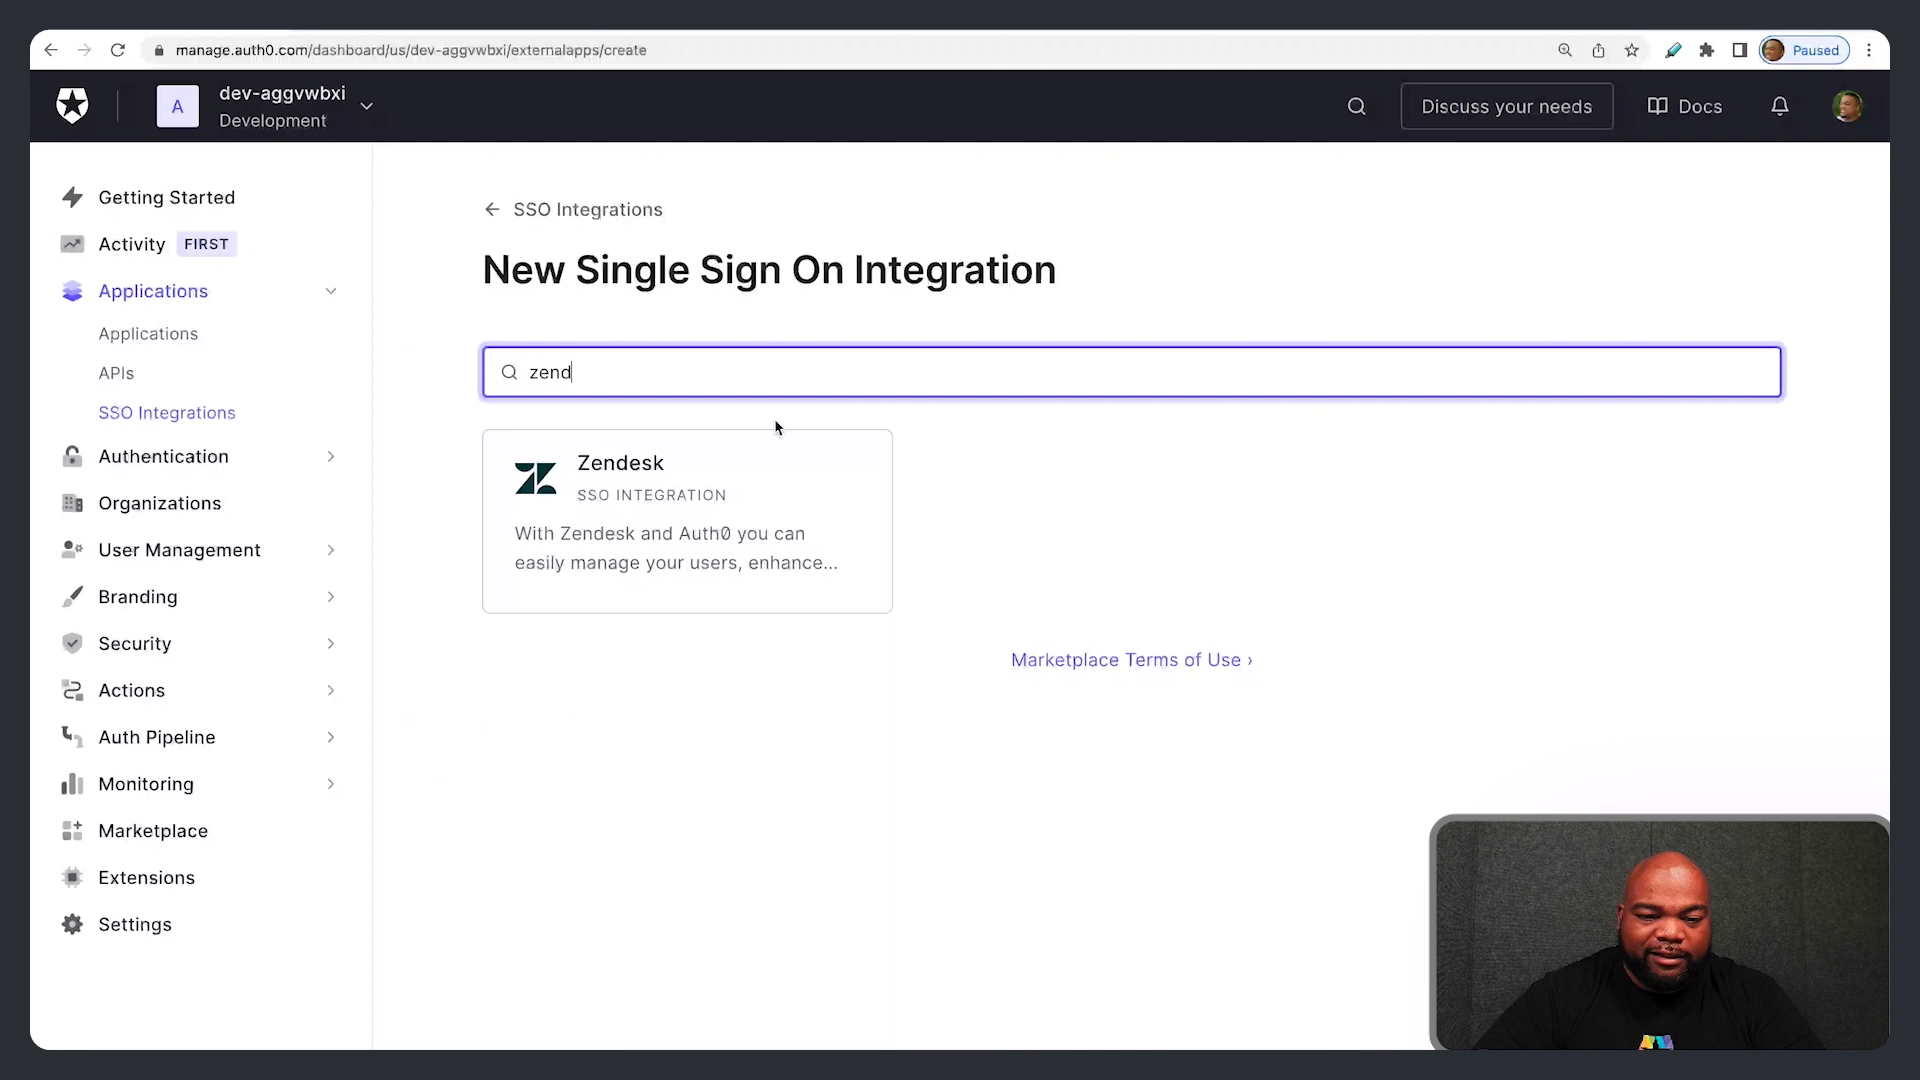 manage.auth0.com/dashboard/us/dev-aggvwbxi/externalapps/create
Paused
A
dev-aggvwbxi
Development
Discuss your needs
Docs
Getting Started
Activity FIRST
Applications
Applications
APIs
SSO Integrations
Authentication
Organizations
User Management
Branding
Security
Actions
Auth Pipeline
Monitoring
Marketplace
Extensions
Settings
SSO Integrations
New Single Sign On Integration
zend
Zendesk
SSO INTEGRATION
With Zendesk and Auth0 you can
easily manage your users, enhance...
Marketplace Terms of Use ›